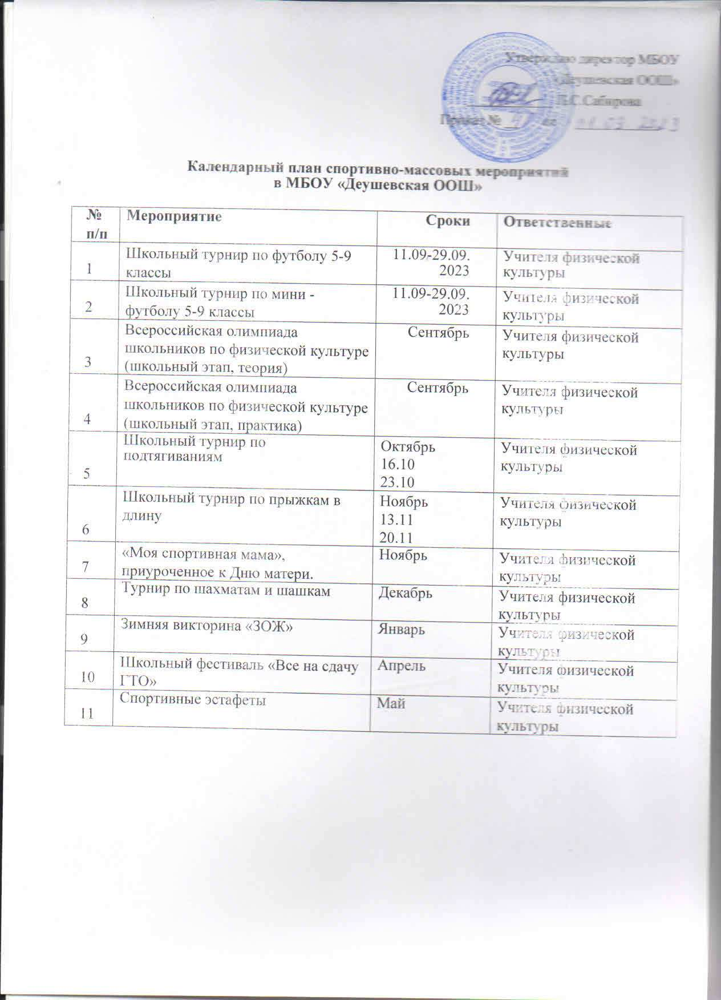 Утверждаю директор МБОУ
«Деушевская ООШ»
Сабирова
Приказ № от 2023
Календарный план спортивно-массовых мероприятий
в МБОУ «Деушевская ООШ»
№ п/п Мероприятие Сроки Ответственные
1 Школьный турнир по футболу 5-9 11.09-29.09. Учителя физической
классы 2023 культуры
2 Школьный турнир по мини - 11.09-29.09. Учителя физической
футболу 5-9 классы 2023 культуры
3 Всероссийская олимпиада Сентябрь Учителя физической
школьников по физической культуре культуры
(школьный этап, теория)
4 Всероссийская олимпиада Сентябрь Учителя физической
школьников по физической культуре культуры
(школьный этап, практика)
5 Школьный турнир по Октябрь Учителя физической
подтягиваниям 16.10 культуры
23.10
6 Школьный турнир по прыжкам в Ноябрь Учителя физической
длину 13.11 культуры
20.11
7 «Моя спортивная мама», Ноябрь Учителя физической
приуроченное к Дню матери. культуры
8 Турнир по шахматам и шашкам Декабрь Учителя физической
культуры
9 Зимняя викторина «ЗОЖ» Январь Учителя физической
культуры
10 Школьный фестиваль «Все на сдачу Апрель Учителя физической
ГТО» культуры
11 Спортивные эстафеты Май Учителя физической
культуры